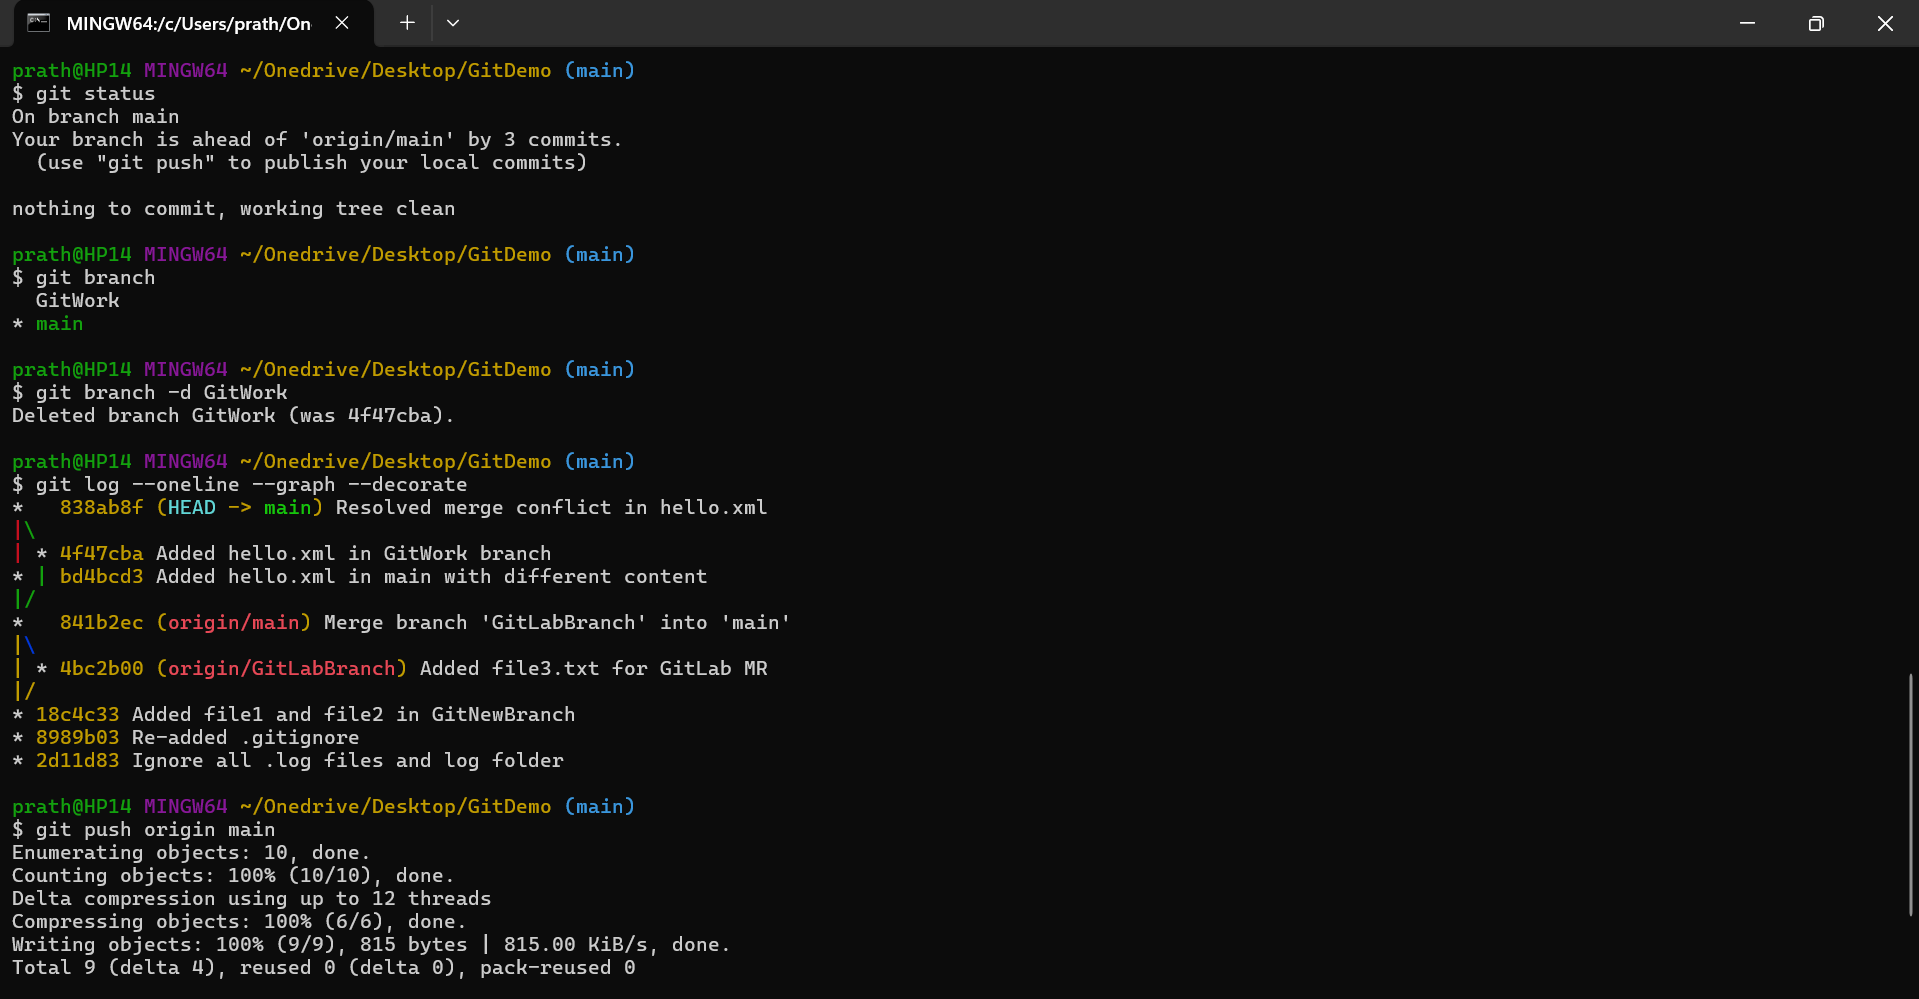 MINGW64:/c/Users/prath/On
prath@HP14 MINGW64 ~/Onedrive/Desktop/GitDemo (main)
$ git status
On branch main
Your branch is ahead of 'origin/main' by 3 commits.
  (use "git push" to publish your local commits)
nothing to commit, working tree clean
prath@HP14 MINGW64 ~/Onedrive/Desktop/GitDemo (main)
$ git branch
  GitWork
* main
prath@HP14 MINGW64 ~/Onedrive/Desktop/GitDemo (main)
$ git branch -d GitWork
Deleted branch GitWork (was 4f47cba).
prath@HP14 MINGW64 ~/Onedrive/Desktop/GitDemo (main)
$ git log --oneline --graph --decorate
*   838ab8f (HEAD -> main) Resolved merge conflict in hello.xml
|\
| * 4f47cba Added hello.xml in GitWork branch
* | bd4bcd3 Added hello.xml in main with different content
|/
*   841b2ec (origin/main) Merge branch 'GitLabBranch' into 'main'
|\
| * 4bc2b00 (origin/GitLabBranch) Added file3.txt for GitLab MR
|/
* 18c4c33 Added file1 and file2 in GitNewBranch
* 8989b03 Re-added .gitignore
* 2d11d83 Ignore all .log files and log folder
prath@HP14 MINGW64 ~/Onedrive/Desktop/GitDemo (main)
$ git push origin main
Enumerating objects: 10, done.
Counting objects: 100% (10/10), done.
Delta compression using up to 12 threads
Compressing objects: 100% (6/6), done.
Writing objects: 100% (9/9), 815 bytes | 815.00 KiB/s, done.
Total 9 (delta 4), reused 0 (delta 0), pack-reused 0